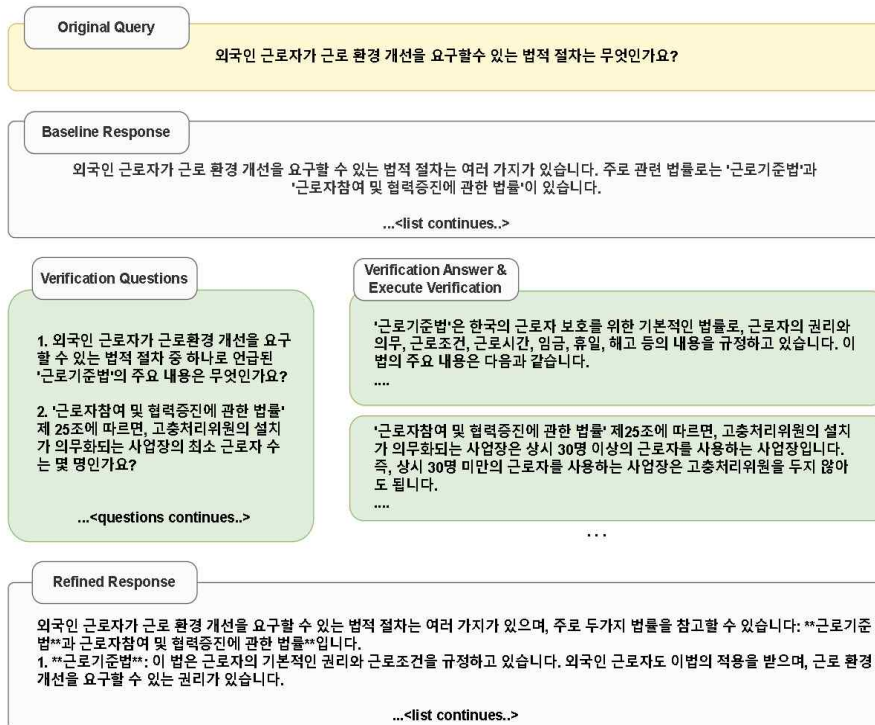 Original Query
외국인 근로자가 근로 환경 개선을 요구할수 있는 법적 절차는 무엇인가요?
Baseline Response
외국인 근로자가 근로 환경 개선을 요구할 수 있는 법적 절차는 여러 가지가 있습니다. 주로 관련 법률로는 '근로기준법'과
'근로자참여 및 협력증진에 관한 법률'이 있습니다.
...<list continues..>
Verification Questions
1. 외국인 근로자가 근로환경 개선을 요구
할 수 있는 법적 절차 중 하나로 언급된
'근로기준법'의 주요 내용은 무엇인가요?
2. '근로자참여 및 협력증진에 관한 법률'
제 25조에 따르면, 고충처리위원의 설치
가 의무화되는 사업장의 최소 근로자 수
는 몇 명인가요?
...<questions continues..>
Verification Answer &
Execute Verification
'근로기준법'은 한국의 근로자 보호를 위한 기본적인 법률로, 근로자의 권리와
의무, 근로조건, 근로시간, 임금, 휴일, 해고 등의 내용을 규정하고 있습니다. 이
법의 주요 내용은 다음과 같습니다.
....
'근로자참여 및 협력증진에 관한 법률' 제25조에 따르면, 고충처리위원의 설치
가 의무화되는 사업장은 상시 30명 이상의 근로자를 사용하는 사업장입니다.
즉, 상시 30명 미만의 근로자를 사용하는 사업장은 고충처리위원을 두지 않아
도 됩니다.
....
...
Refined Response
외국인 근로자가 근로 환경 개선을 요구할 수 있는 법적 절차는 여러 가지가 있으며, 주로 두가지 법률을 참고할 수 있습니다: **근로기준
법**과 근로자참여 및 협력증진에 관한 법률**입니다.
1. **근로기준법**: 이 법은 근로자의 기본적인 권리와 근로조건을 규정하고 있습니다. 외국인 근로자도 이법의 적용을 받으며, 근로 환경
개선을 요구할 수 있는 권리가 있습니다.
...<list continues..>